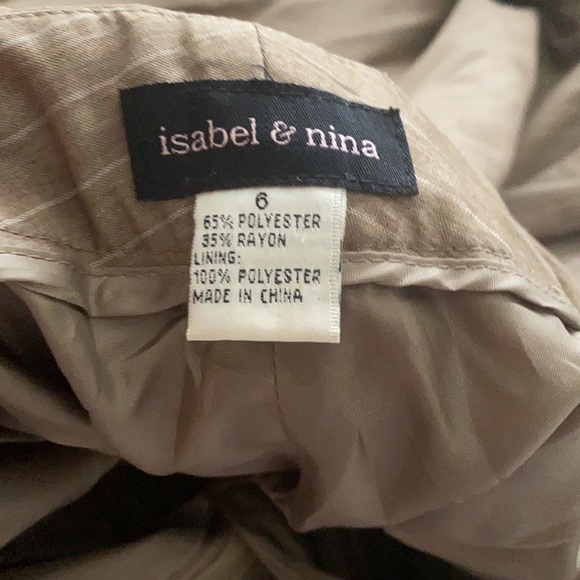 isabel & nina
6
65% POLYESTER
35% RAYON
LINING:
100% POLYESTER
MADE IN CHINA